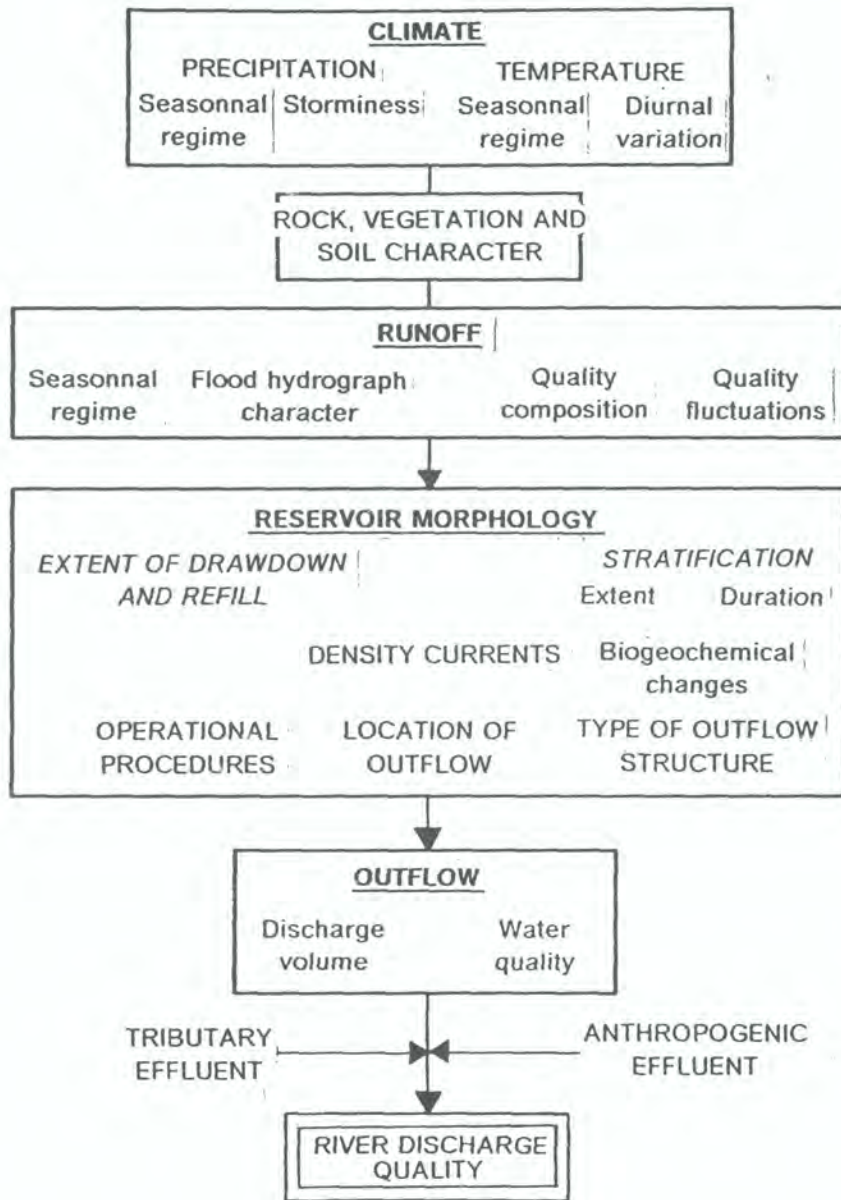 CLIMATE
PRECIPITATION TEMPERATURE
Seasonnal Storminess Seasonnal Diurnal
regime regime variation
ROCK, VEGETATION AND
SOIL CHARACTER
RUNOFF
Seasonnal Flood hydrograph Quality Quality
regime character composition fluctuations
RESERVOIR MORPHOLOGY
EXTENT OF DRAWDOWN STRATIFICATION
AND REFILL Extent Duration
DENSITY CURRENTS Biogeochemical
changes
OPERATIONAL LOCATION OF TYPE OF OUTFLOW
PROCEDURES OUTFLOW STRUCTURE
OUTFLOW
Discharge Water
volume quality
TRIBUTARY ANTHROPOGENIC
EFFLUENT EFFLUENT
RIVER DISCHARGE
QUALITY